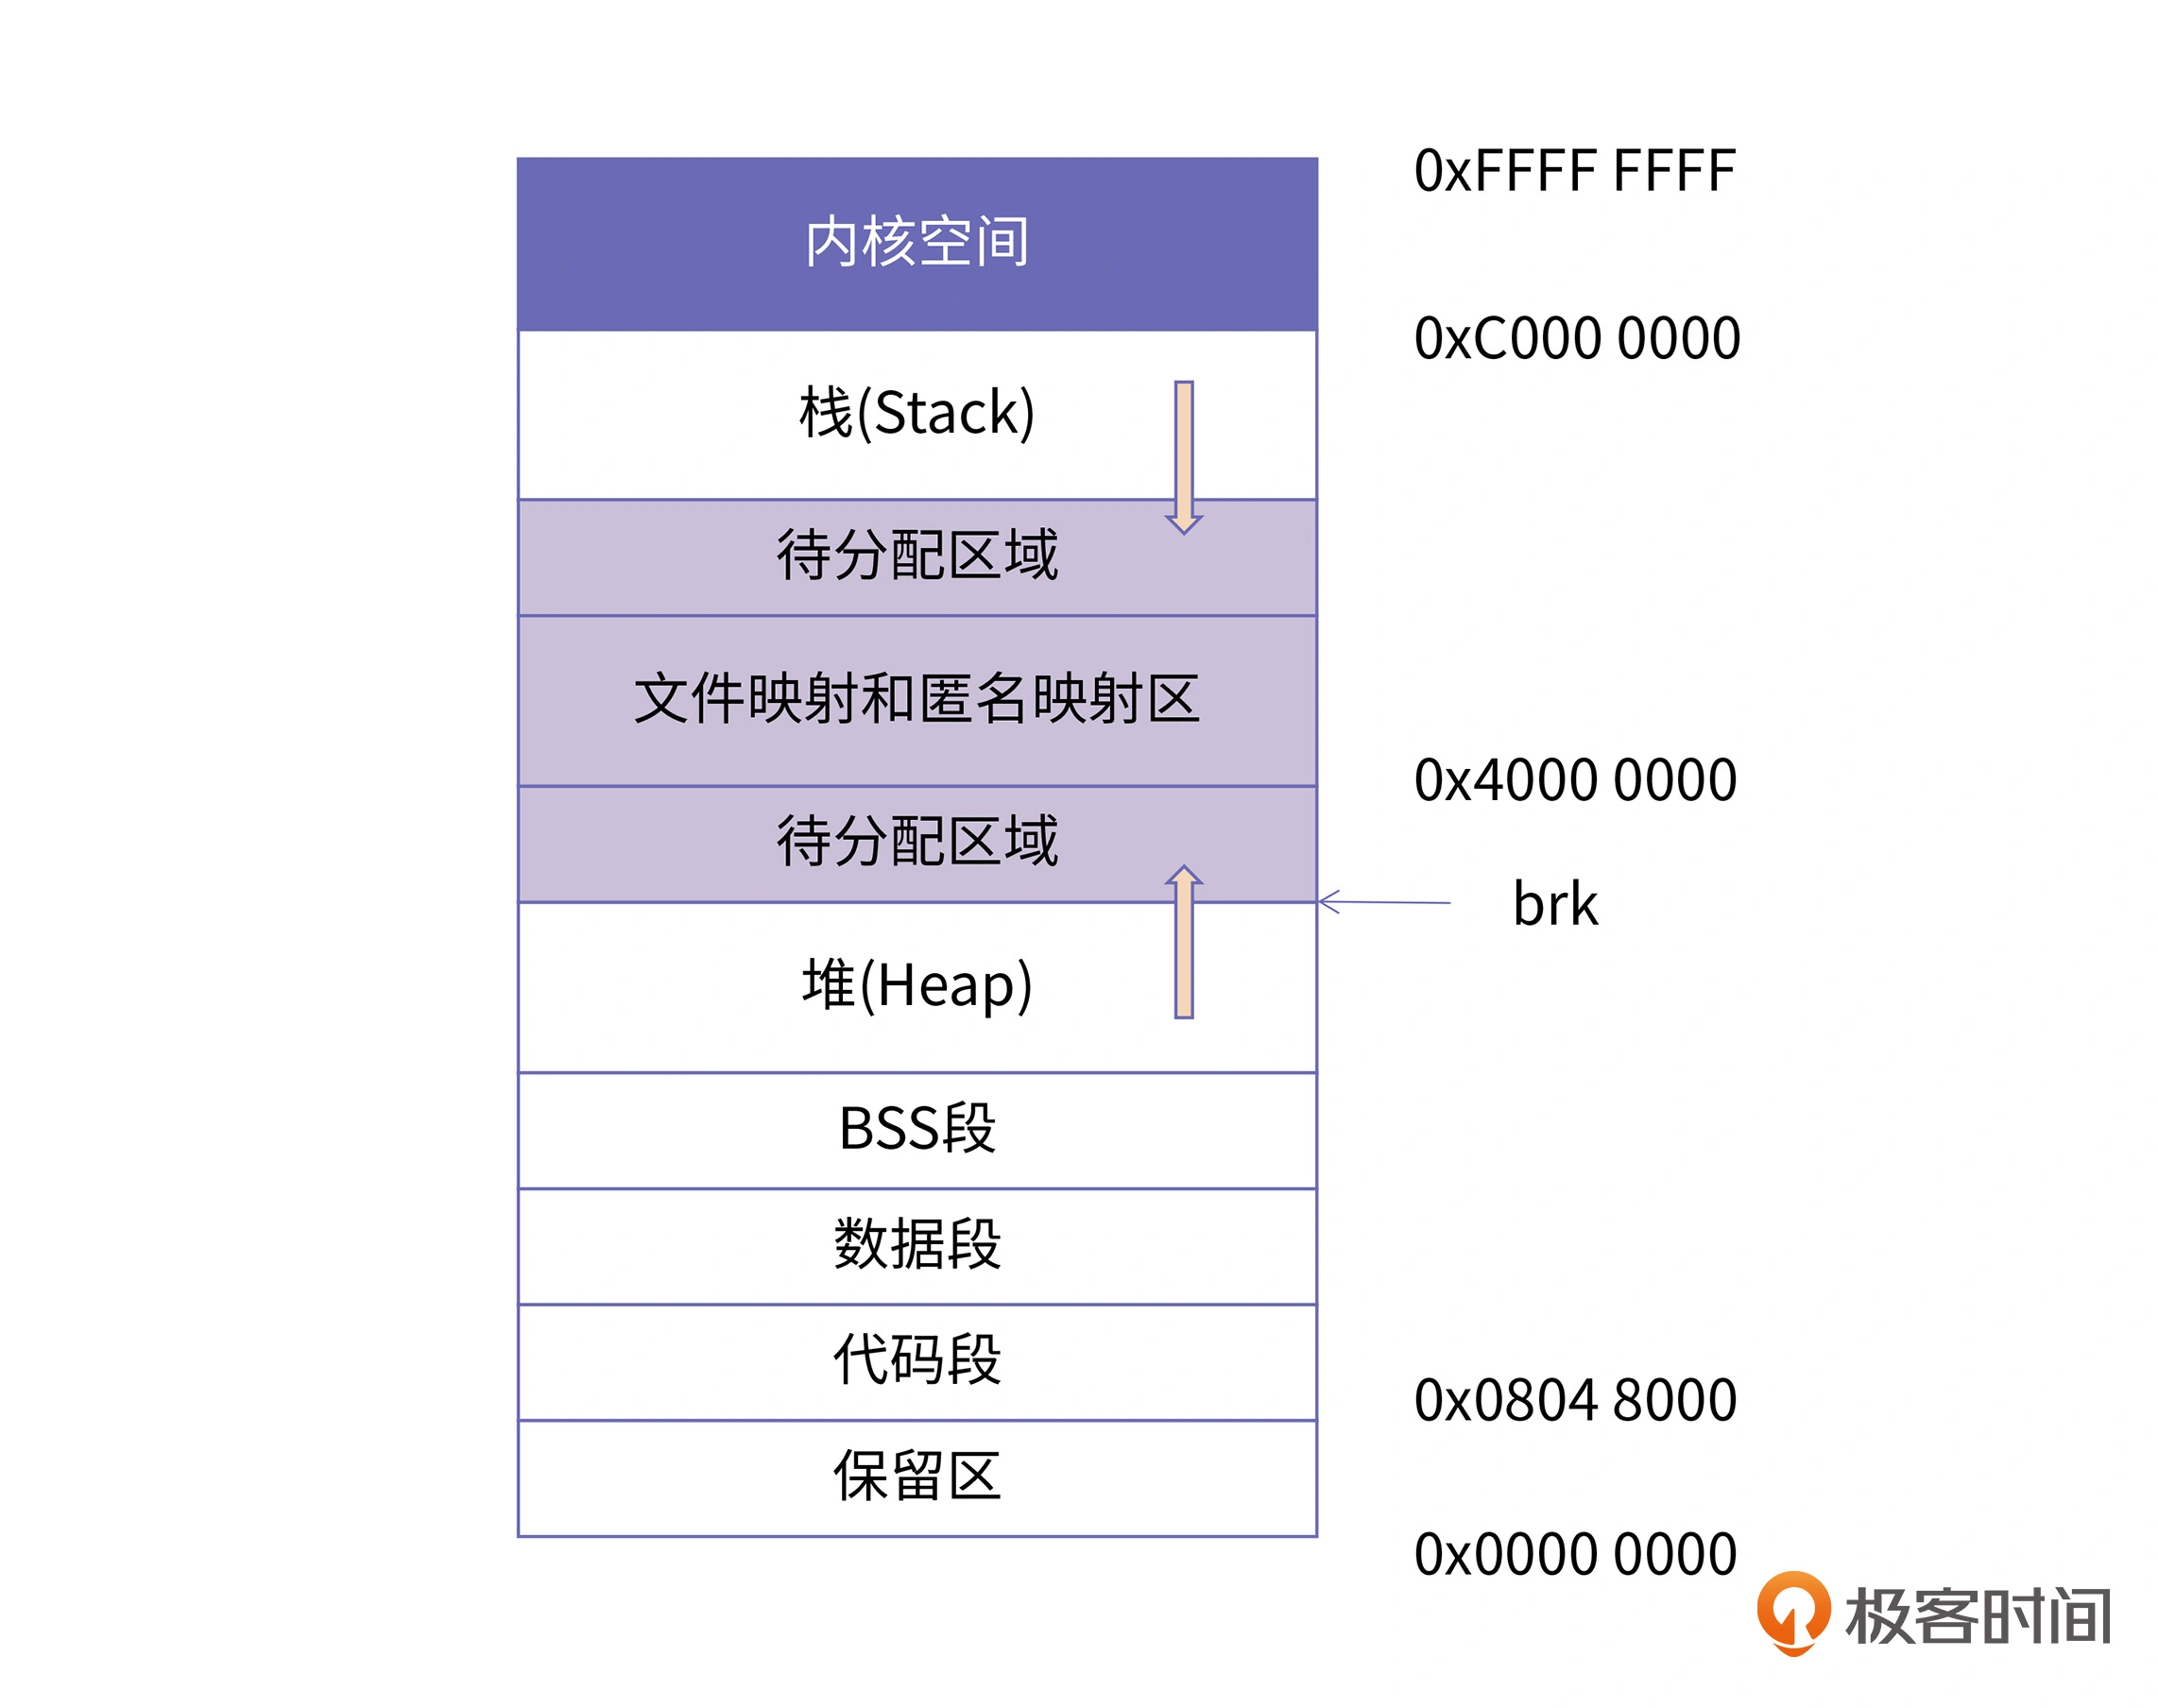 0xFFFF FFFF
内核空间
0xC000 0000
栈(Stack)
待分配区域
文件映射和匿名映射区
0x4000 0000
待分配区域
brk
堆(Heap)
BSS段
数据段
代码段
0x0804 8000
保留区
0x0000 0000
极客时间